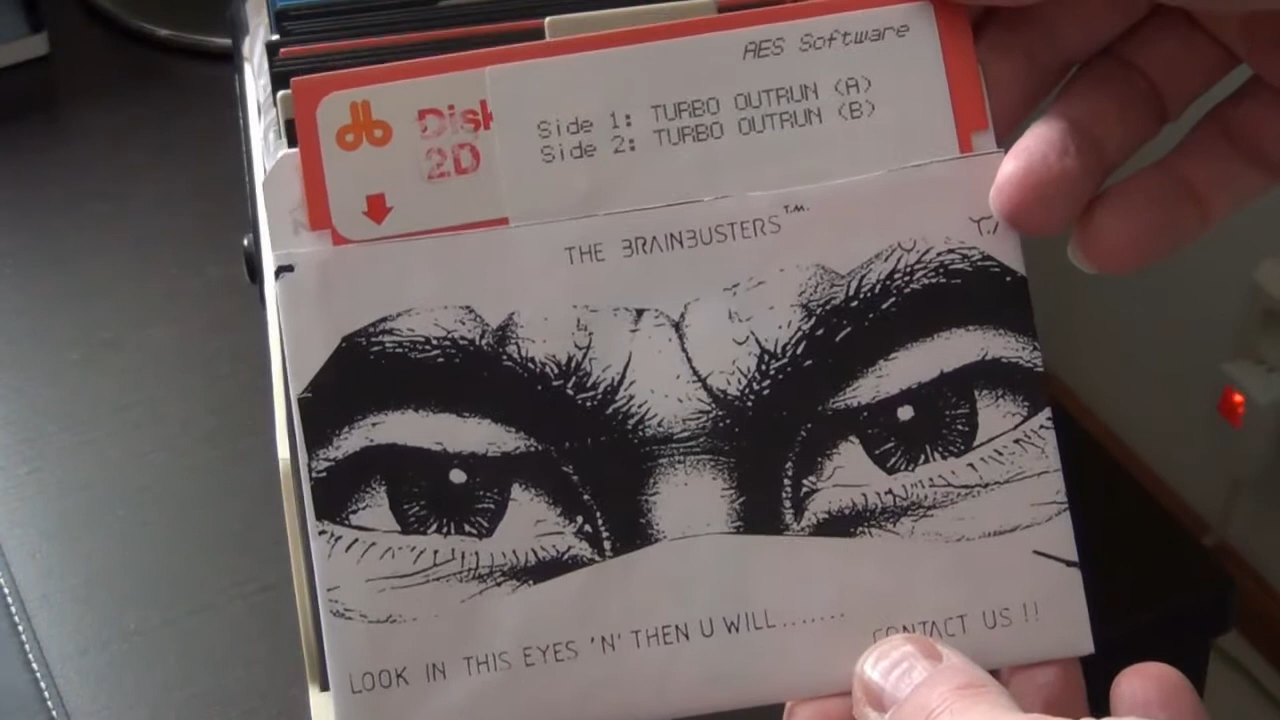 AES Software
Disk
2D
Side 1: TURBO OUTRUN (A)
Side 2: TURBO OUTRUN (B)
THE BRAINBUSTERS T.M.
LOOK IN THIS EYES 'N' THEN U WILL.......
CONTACT US !!